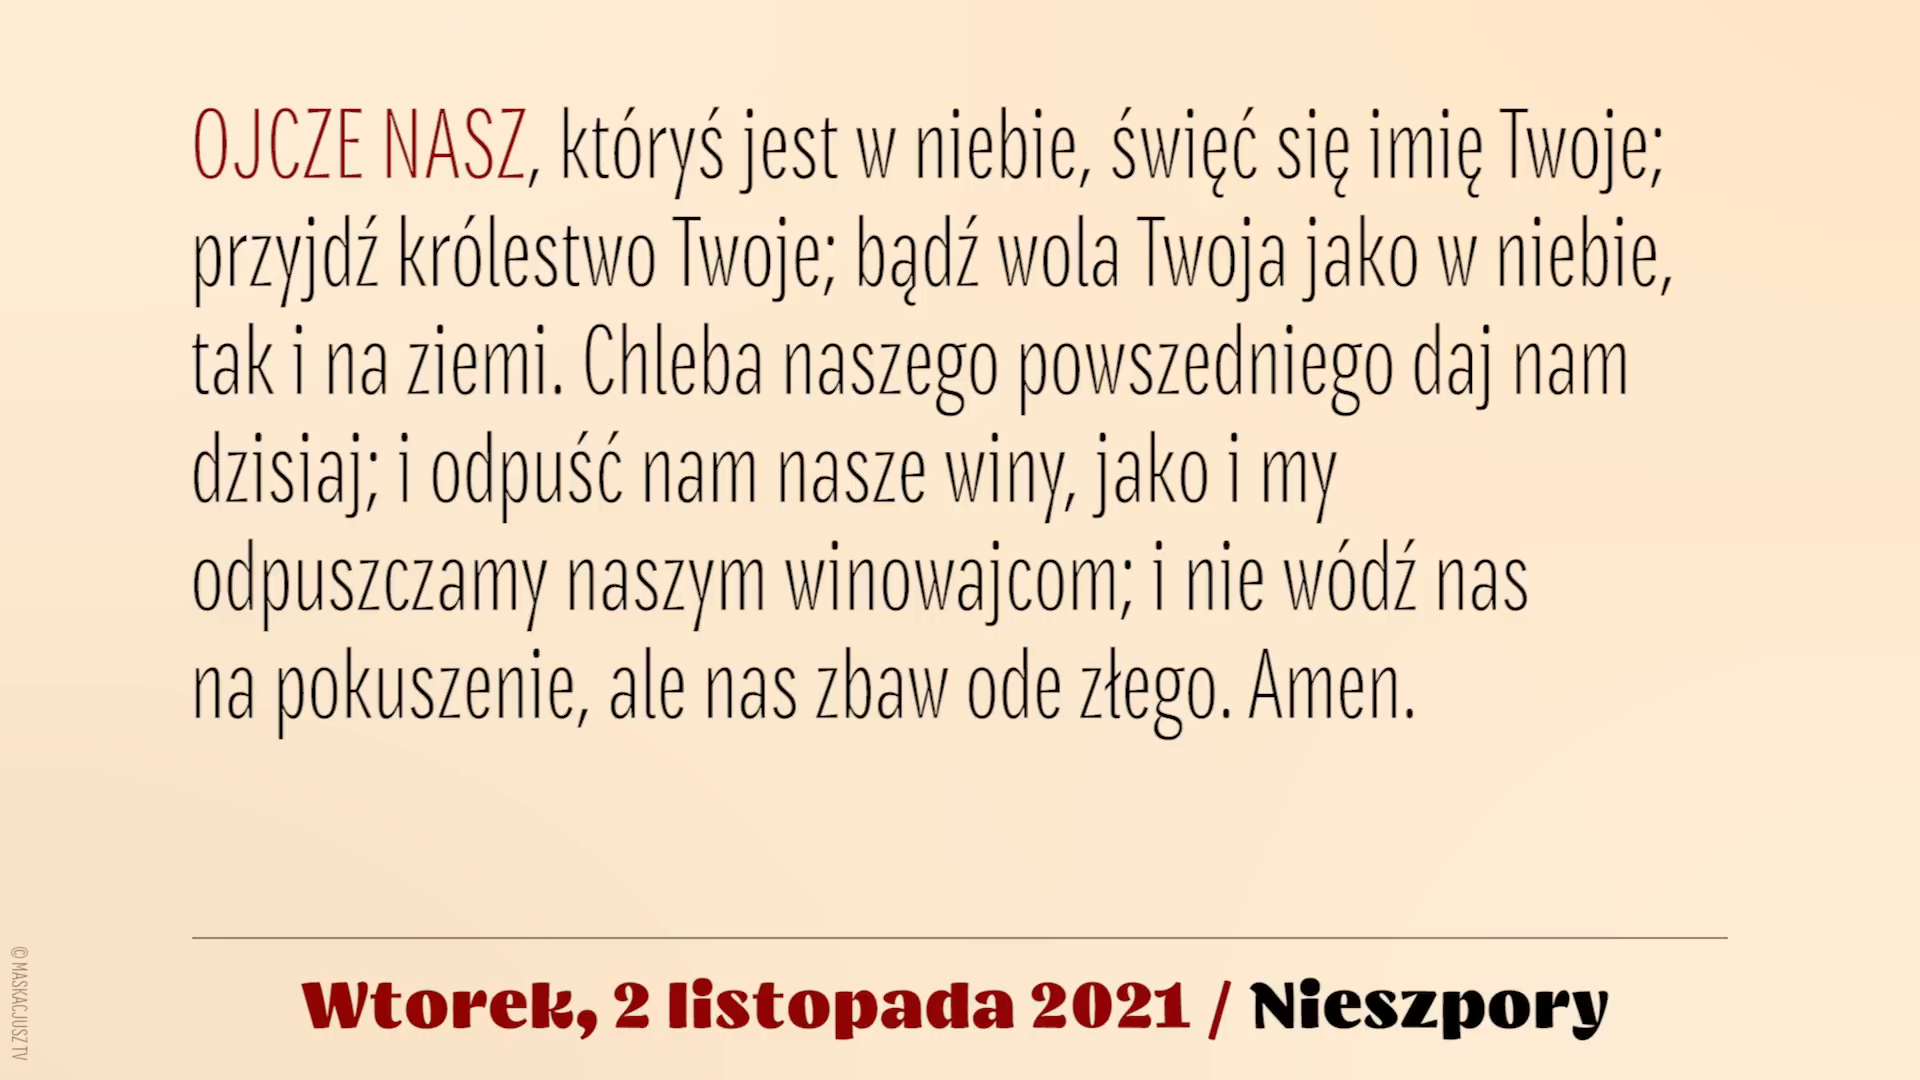 OJCZE NASZ, któryś jest w niebie, święć się imię Twoje;
przyjdź królestwo Twoje; bądź wola Twoja jako w niebie,
tak i na ziemi. Chleba naszego powszedniego daj nam
dzisiaj; i odpuść nam nasze winy, jako i my
odpuszczamy naszym winowajcom; i nie wódź nas
na pokuszenie, ale nas zbaw ode złego. Amen.
Wtorek, 2 listopada 2021 / Nieszpory
© MASKACJUSZ TV